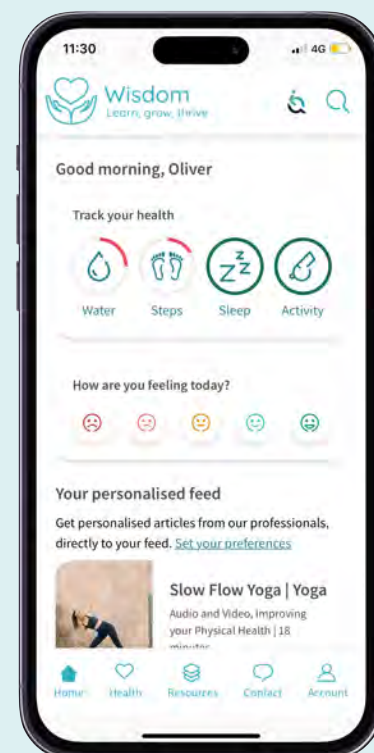 11:30
4G
Wisdom
Learn, grow, thrive
Good morning, Oliver
Track your health
z z z
Water Steps Sleep Activity
How are you feeling today?
Your personalised feed
Get personalised articles from our professionals,
directly to your feed. Set your preferences
Slow Flow Yoga | Yoga
Audio and Video, Improving
your Physical Health | 18
minutes
Home Health Resources Contact Account